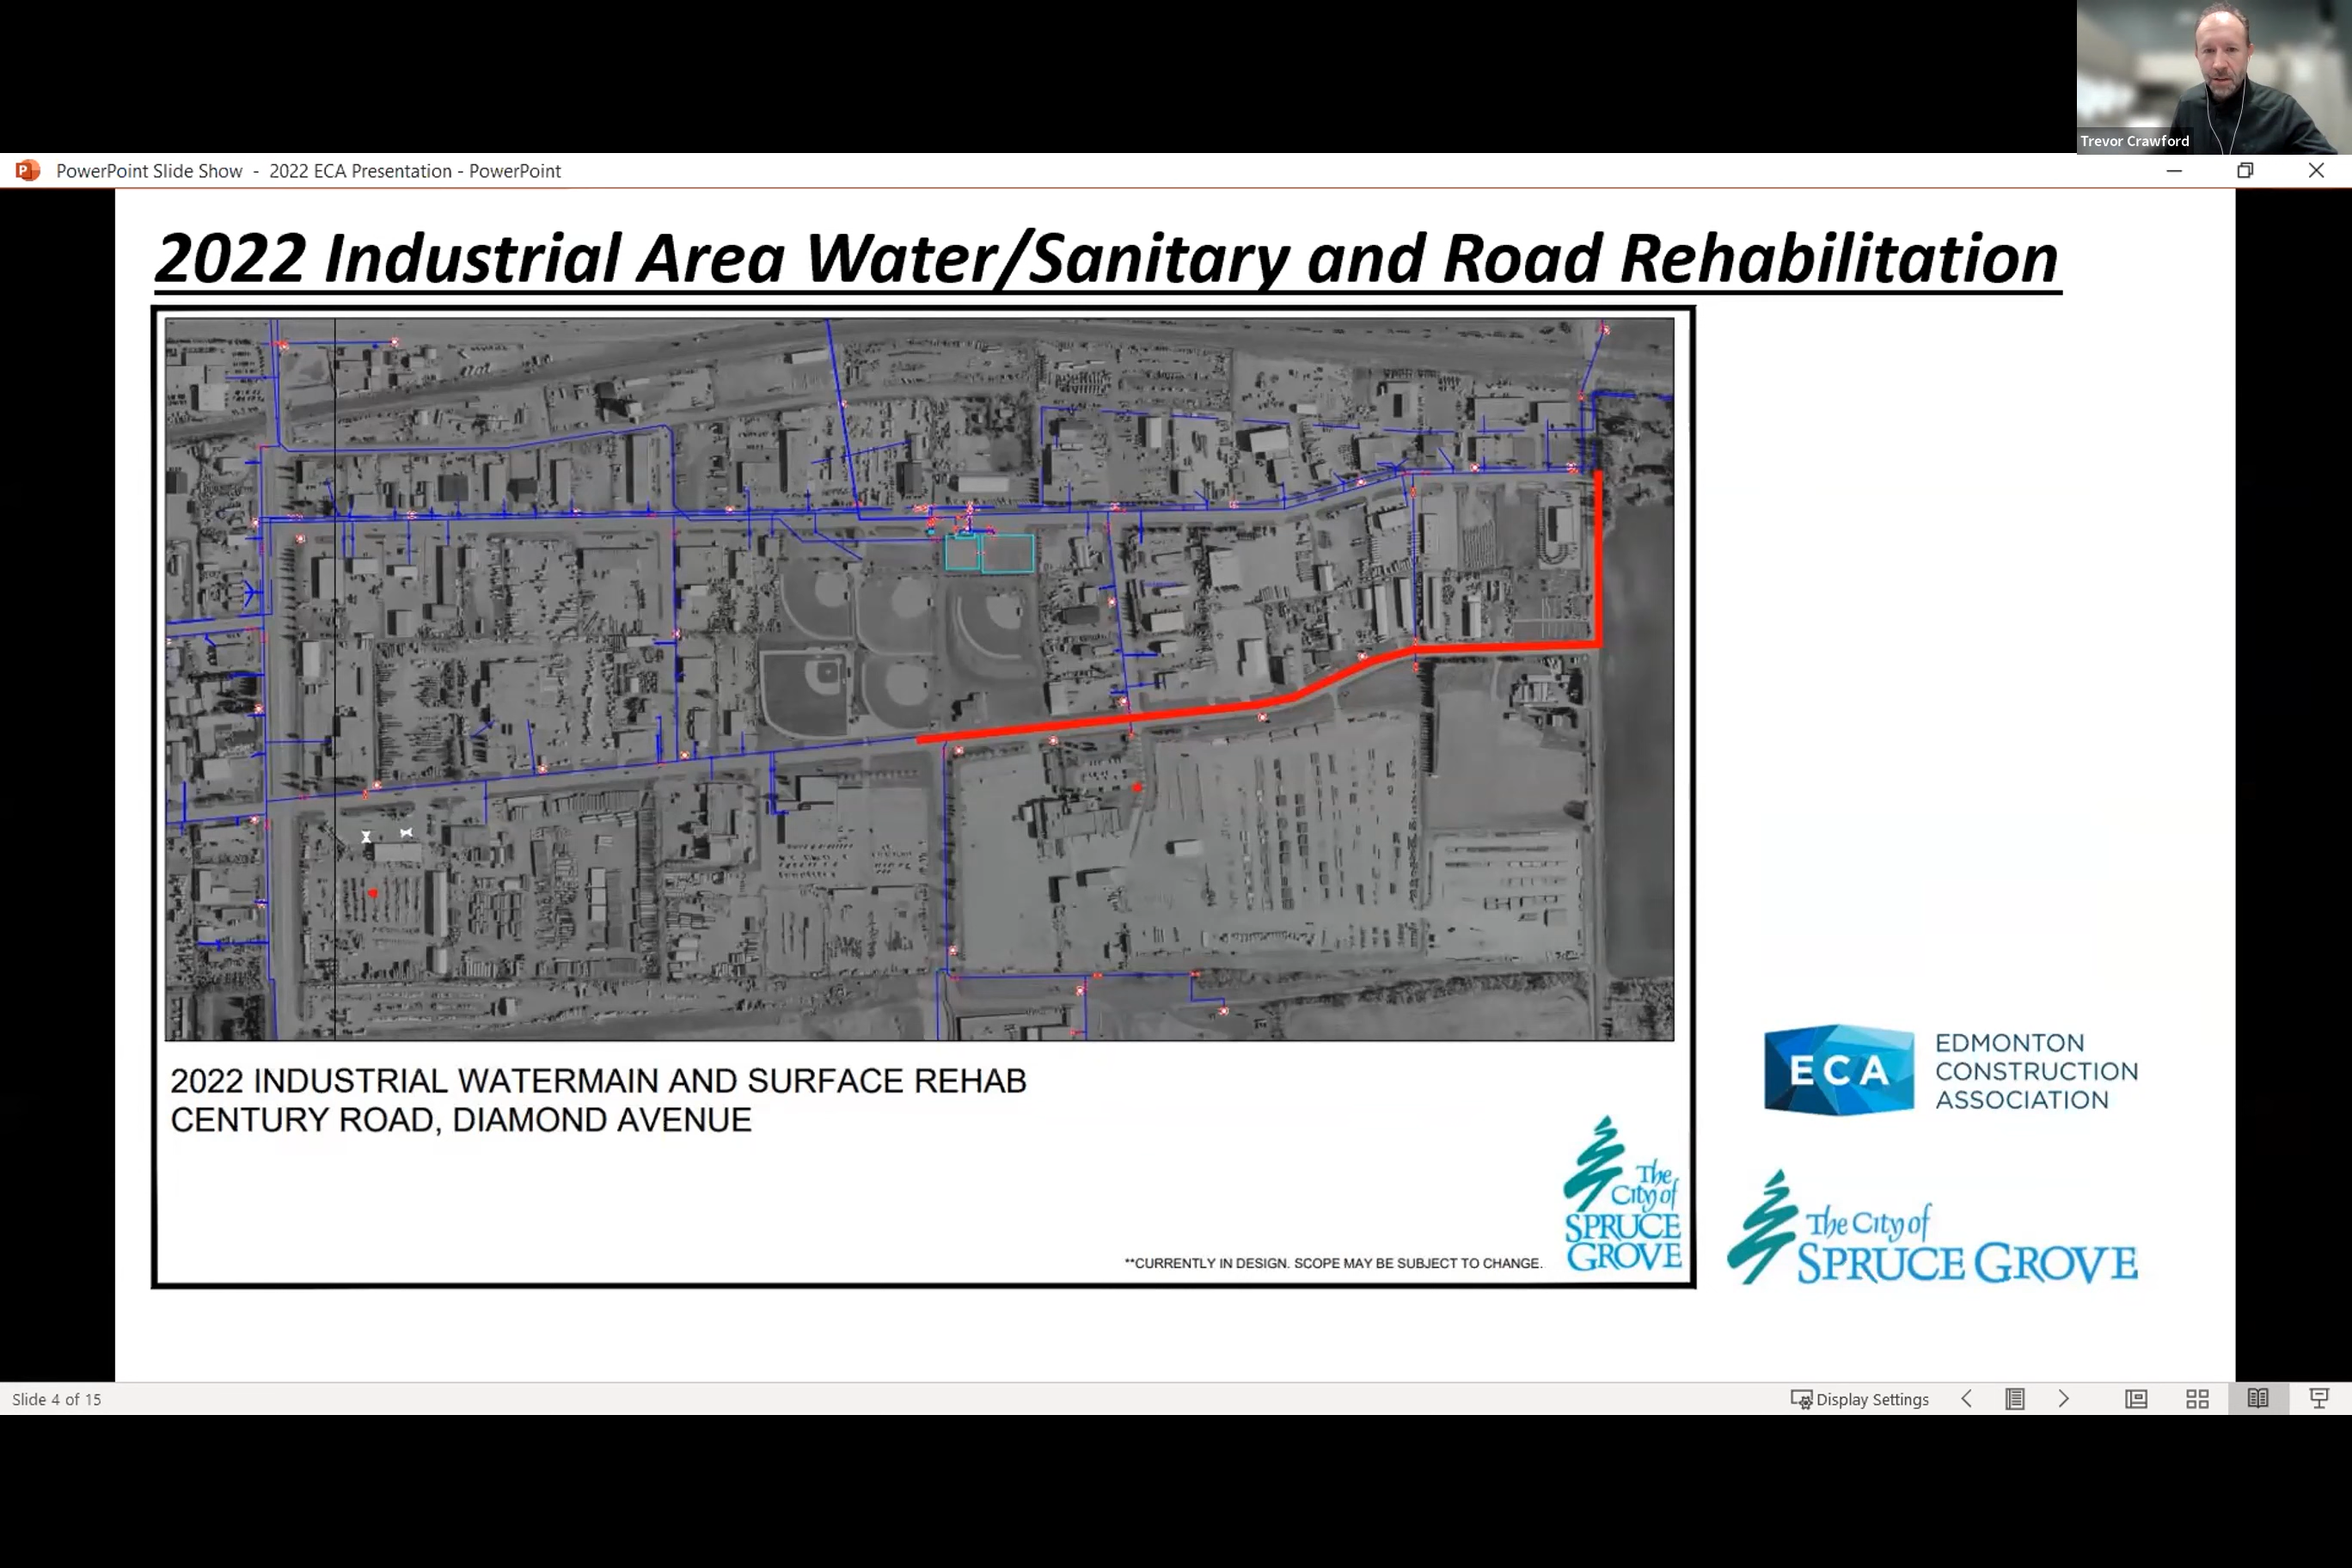 Trevor Crawford
PowerPoint Slide Show - 2022 ECA Presentation - PowerPoint
2022 Industrial Area Water/Sanitary and Road Rehabilitation
2022 INDUSTRIAL WATERMAIN AND SURFACE REHAB
CENTURY ROAD, DIAMOND AVENUE
**CURRENTLY IN DESIGN. SCOPE MAY BE SUBJECT TO CHANGE.
The
City of
SPRUCE
GROVE
ECA
EDMONTON
CONSTRUCTION
ASSOCIATION
The City of
SPRUCE GROVE
Slide 4 of 15
Display Settings